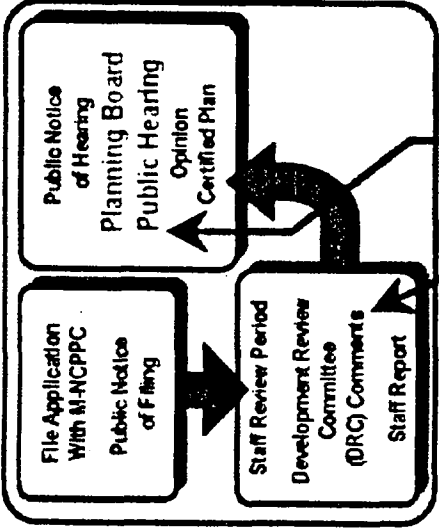 File Application
With M-NCPPC
Public Notice
of Filing
Staff Review Period
Development Review
Committee
(DRC) Comments
Staff Report
Public Notice
of Hearing
Planning Board
Public Hearing
Opinion
Certified Plan